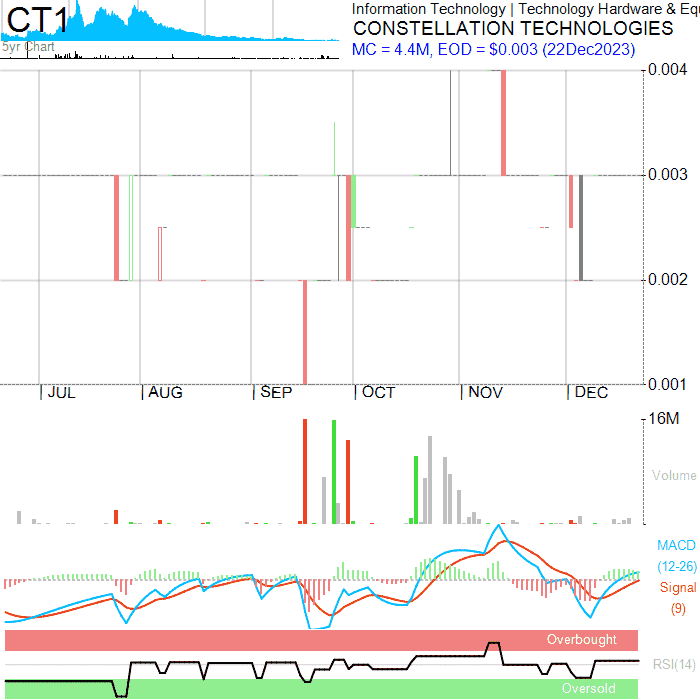 CT1
5yr Chart
Information Technology | Technology Hardware & Equ
CONSTELLATION TECHNOLOGIES
MC = 4.4M, EOD = $0.003 (22Dec2023)
0.004
0.003
0.002
0.001
| JUL | AUG | SEP | OCT | NOV | DEC
16M
Volume
MACD
(12-26)
Signal
(9)
Overbought
RSI(14)
Oversold